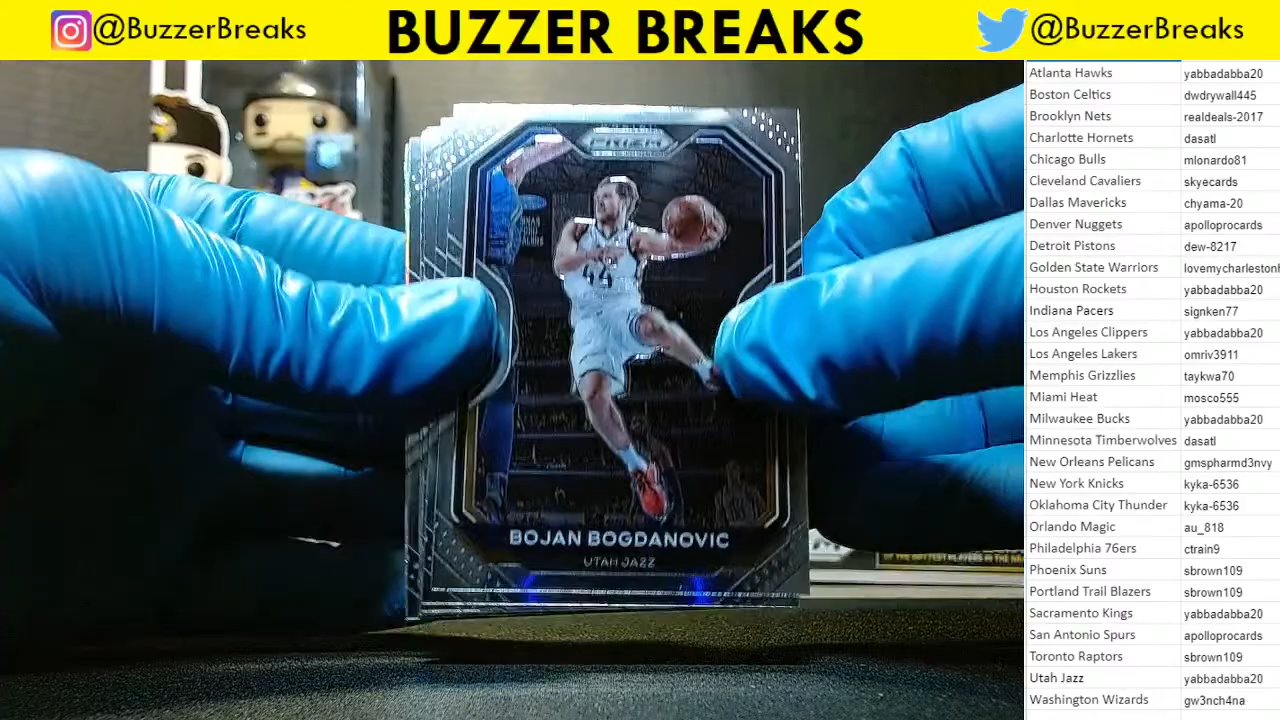 @BuzzerBreaks
BUZZER BREAKS
@BuzzerBreaks
PRIZM
44
BOJAN BOGDANOVIC
UTAH JAZZ
Atlanta Hawks yabbadabba20
Boston Celtics dwdrywall445
Brooklyn Nets realdeals-2017
Charlotte Hornets dasatl
Chicago Bulls mlonardo81
Cleveland Cavaliers skyecards
Dallas Mavericks chyama-20
Denver Nuggets apolloprocards
Detroit Pistons dew-8217
Golden State Warriors lovemycharlestonh
Houston Rockets yabbadabba20
Indiana Pacers signken77
Los Angeles Clippers yabbadabba20
Los Angeles Lakers omriv3911
Memphis Grizzlies taykwa70
Miami Heat mosco555
Milwaukee Bucks yabbadabba20
Minnesota Timberwolves dasatl
New Orleans Pelicans gmspharmd3nvy
New York Knicks kyka-6536
Oklahoma City Thunder kyka-6536
Orlando Magic au_818
Philadelphia 76ers ctrain9
Phoenix Suns sbrown109
Portland Trail Blazers sbrown109
Sacramento Kings yabbadabba20
San Antonio Spurs apolloprocards
Toronto Raptors sbrown109
Utah Jazz yabbadabba20
Washington Wizards gw3nch4na